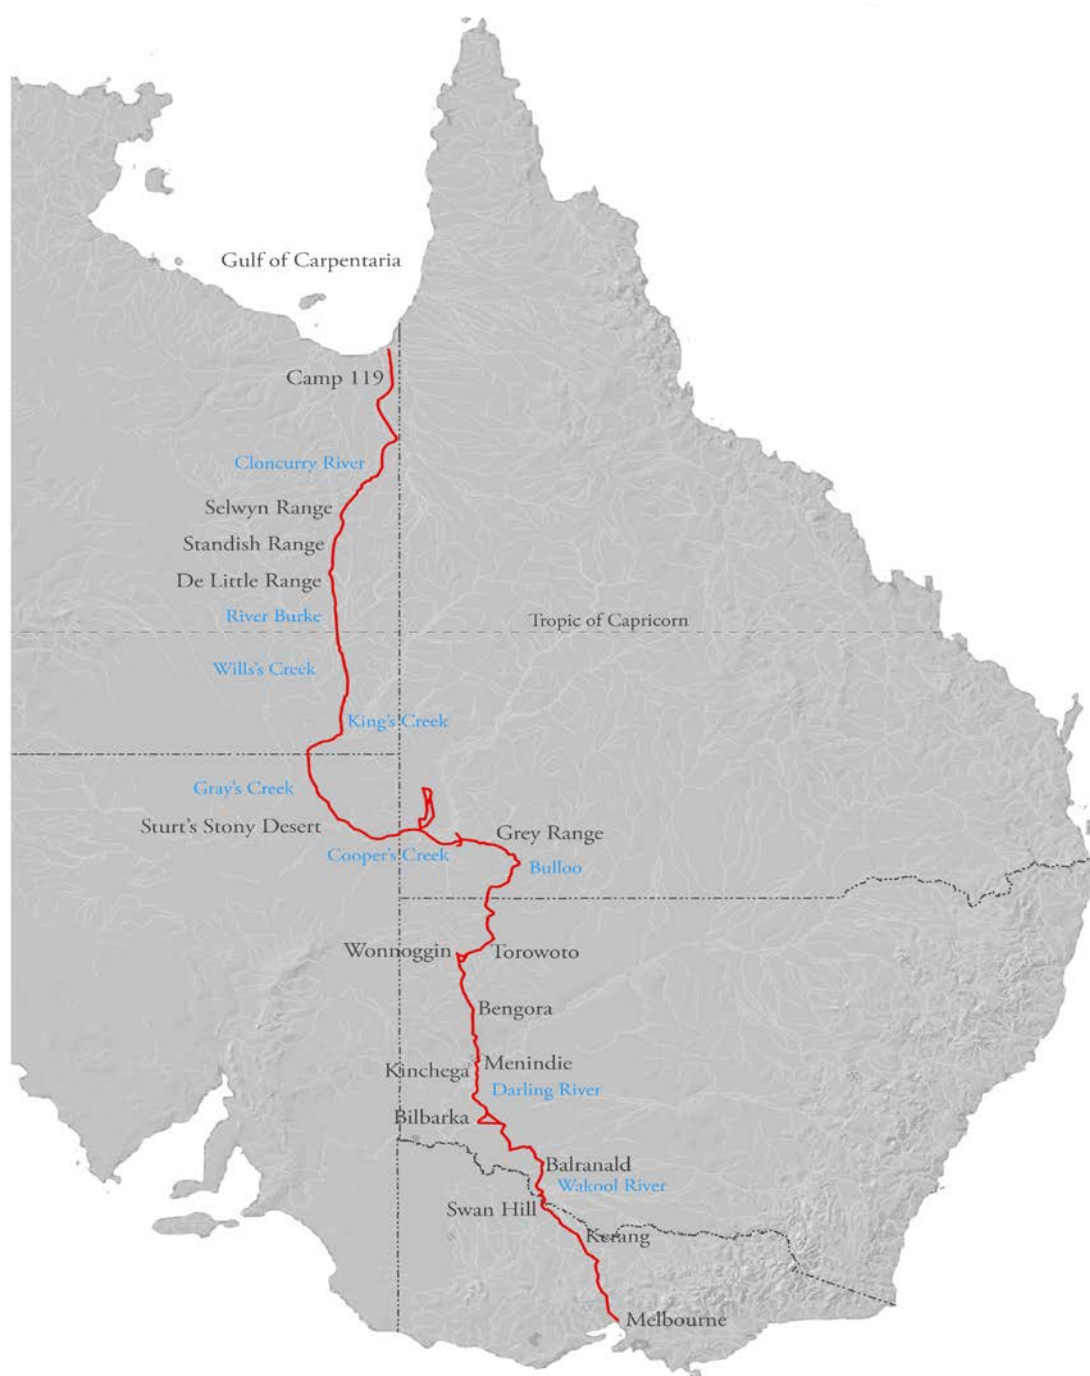 Gulf of Carpentaria
Camp 119
Cloncurry River
Selwyn Range
Standish Range
De Little Range
River Burke
Tropic of Capricorn
Wills's Creek
King's Creek
Gray's Creek
Sturt's Stony Desert
Grey Range
Cooper's Creek
Bulloo
Wonnoggin
Torowoto
Bengora
Menindie
Kinchega
Darling River
Bilbarka
Balranald
Wakool River
Swan Hill
Kerang
Melbourne